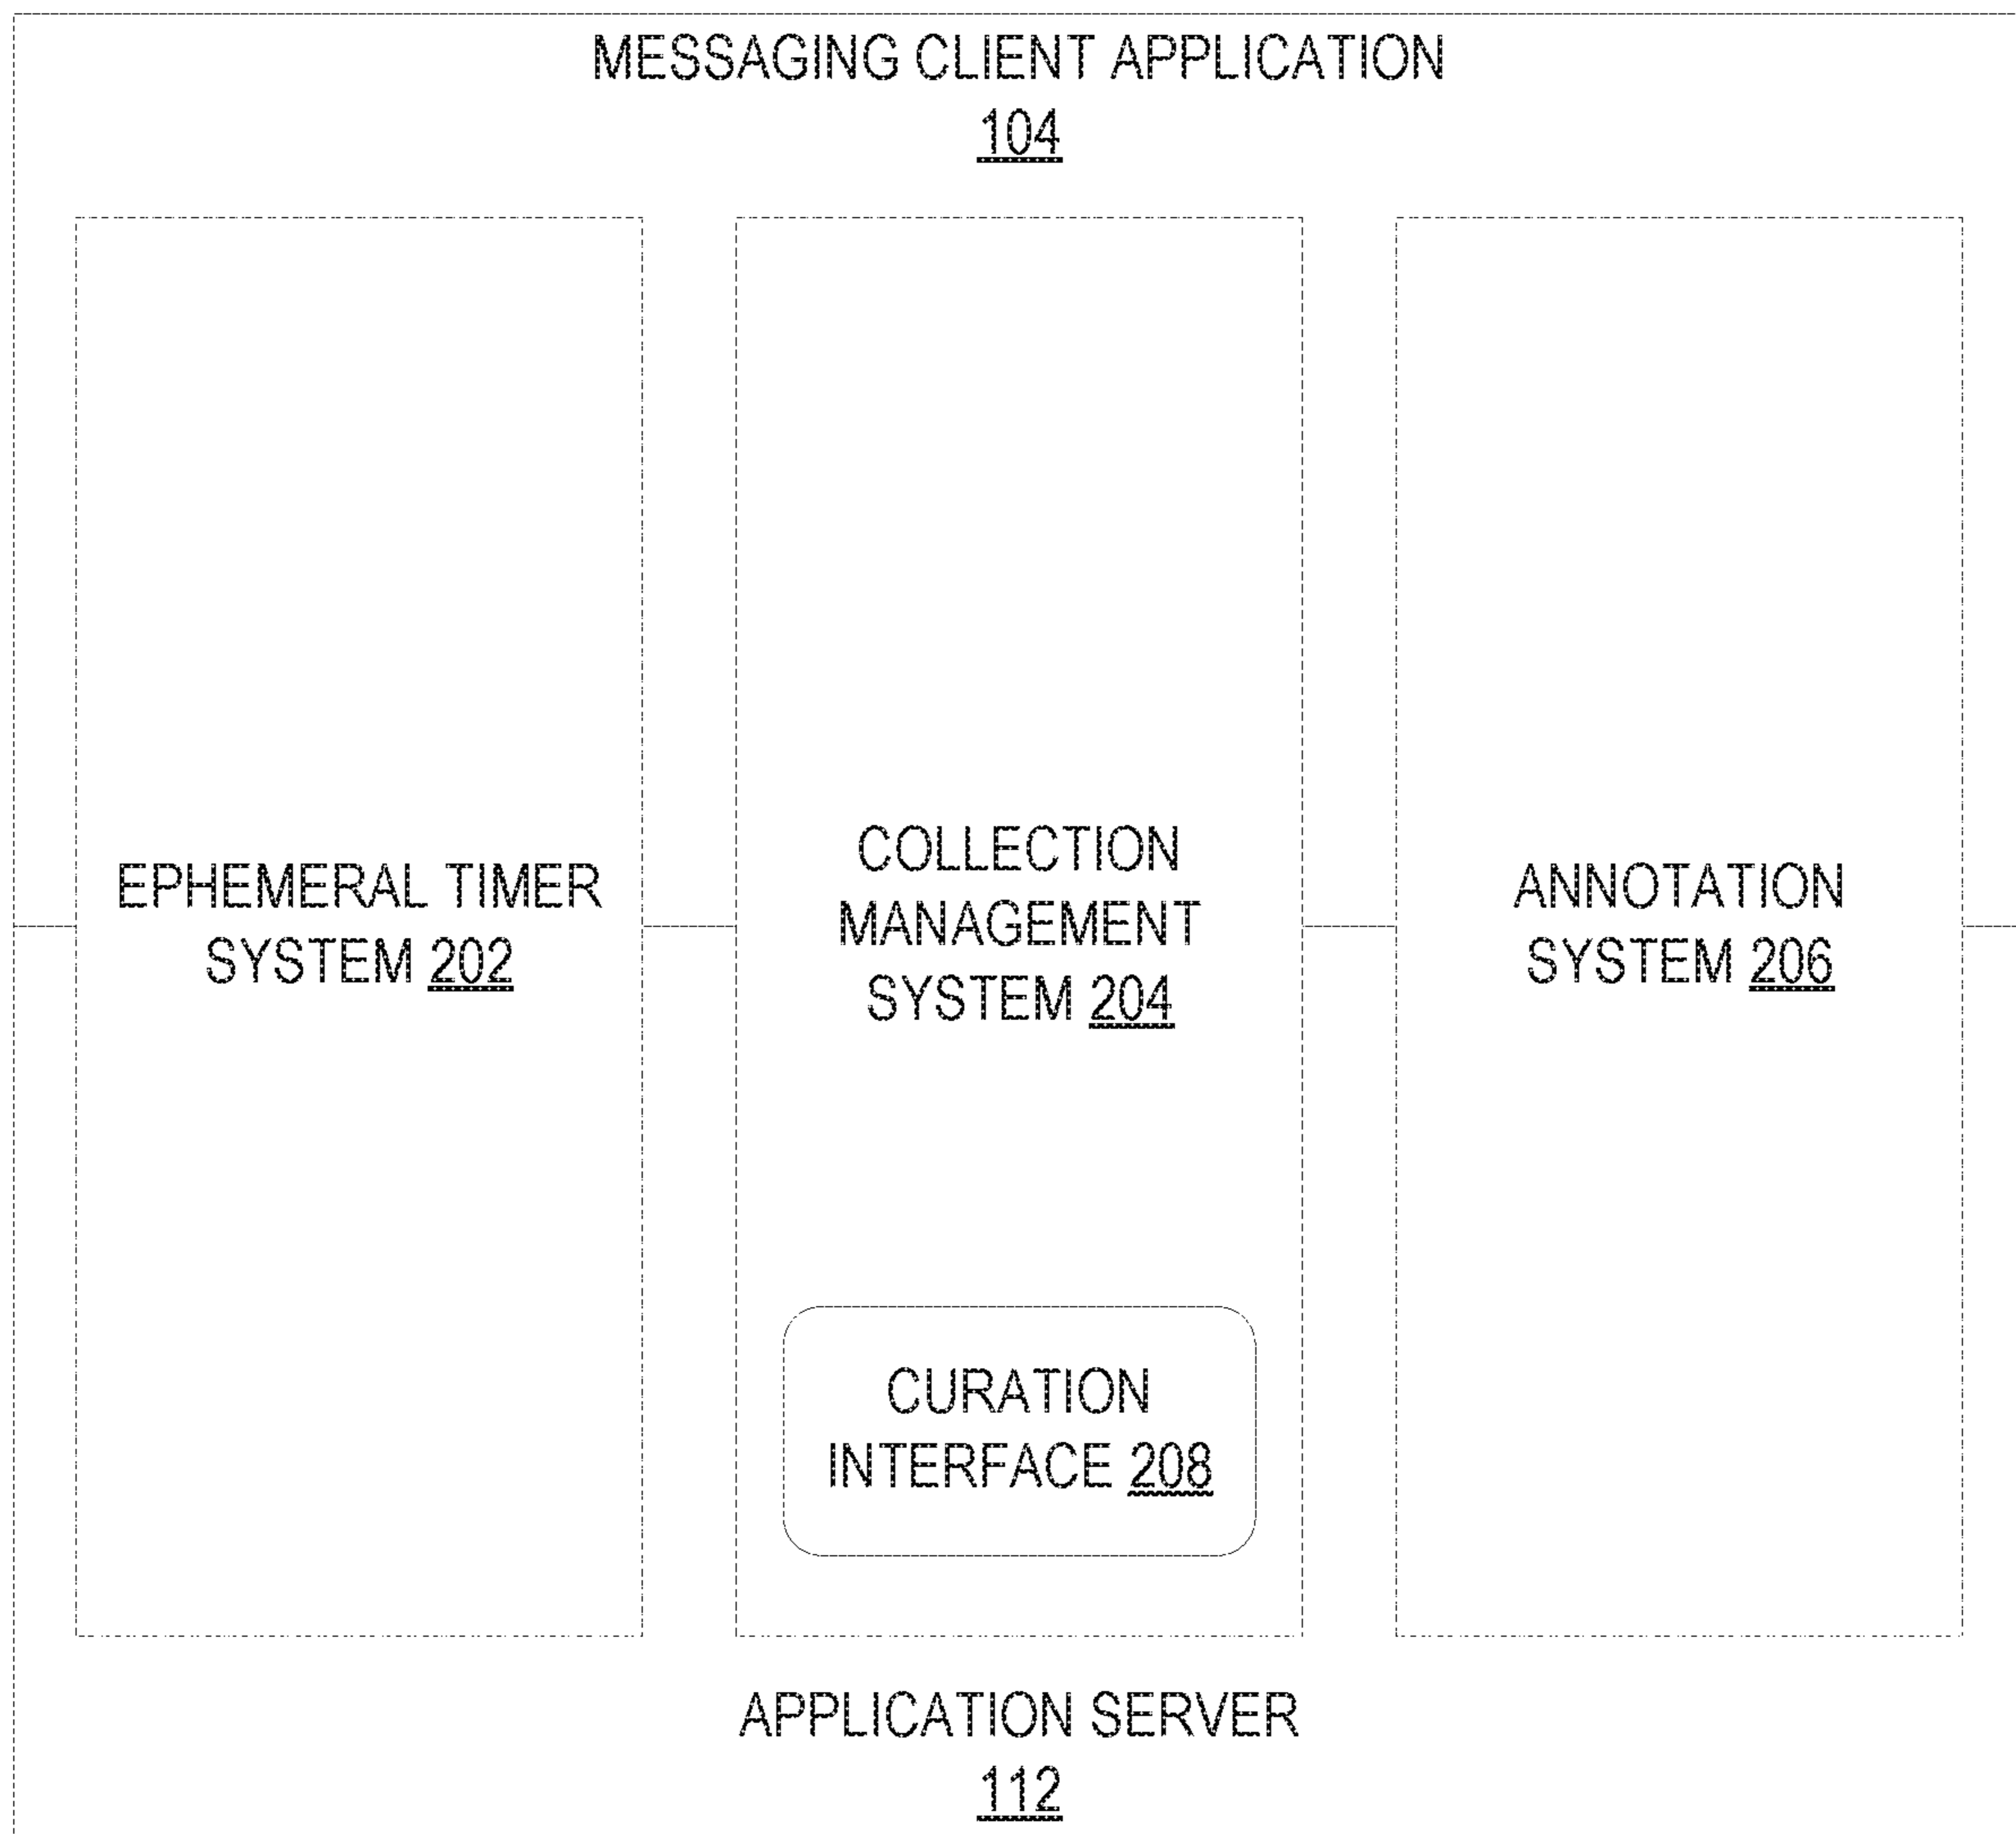 MESSAGING CLIENT APPLICATION
104
EPHEMERAL TIMER
SYSTEM 202
COLLECTION
MANAGEMENT
SYSTEM 204
ANNOTATION
SYSTEM 206
CURATION
INTERFACE 208
APPLICATION SERVER
112